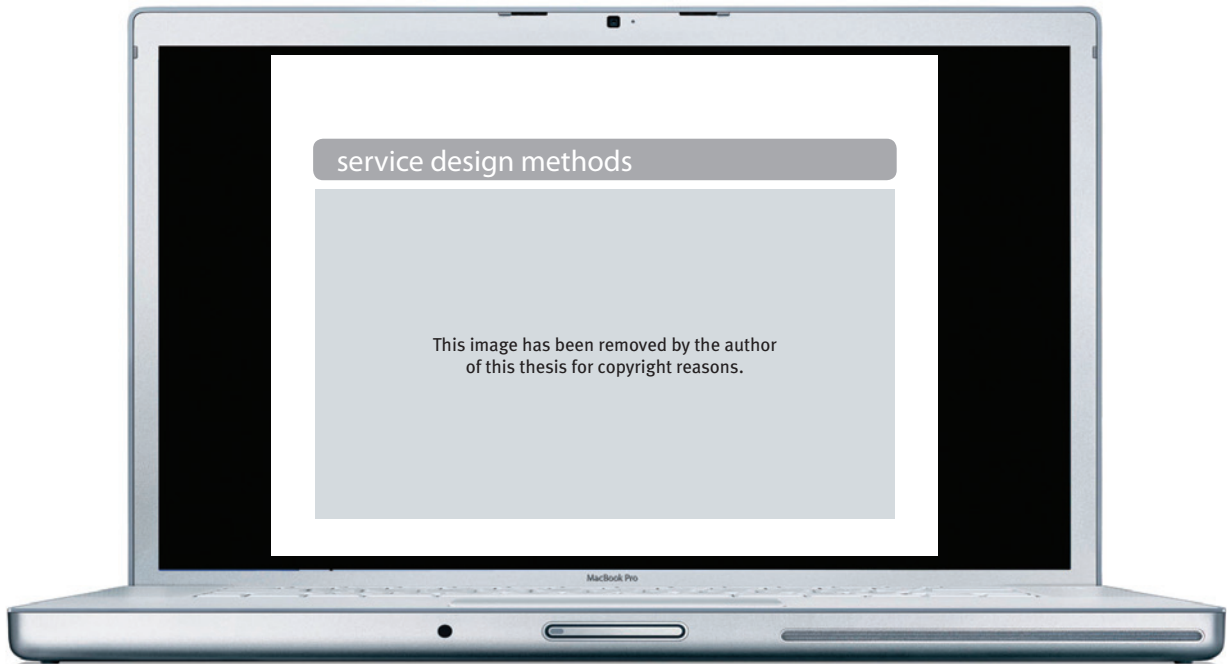 service design methods
This image has been removed by the author
of this thesis for copyright reasons.
MacBook Pro